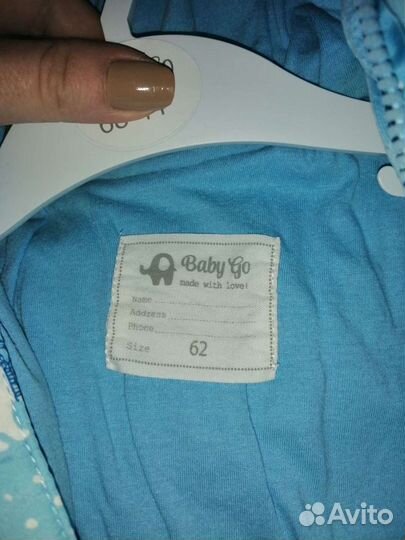 Baby Go
made with love!
Name
Address
Phone
Size 62
Avito